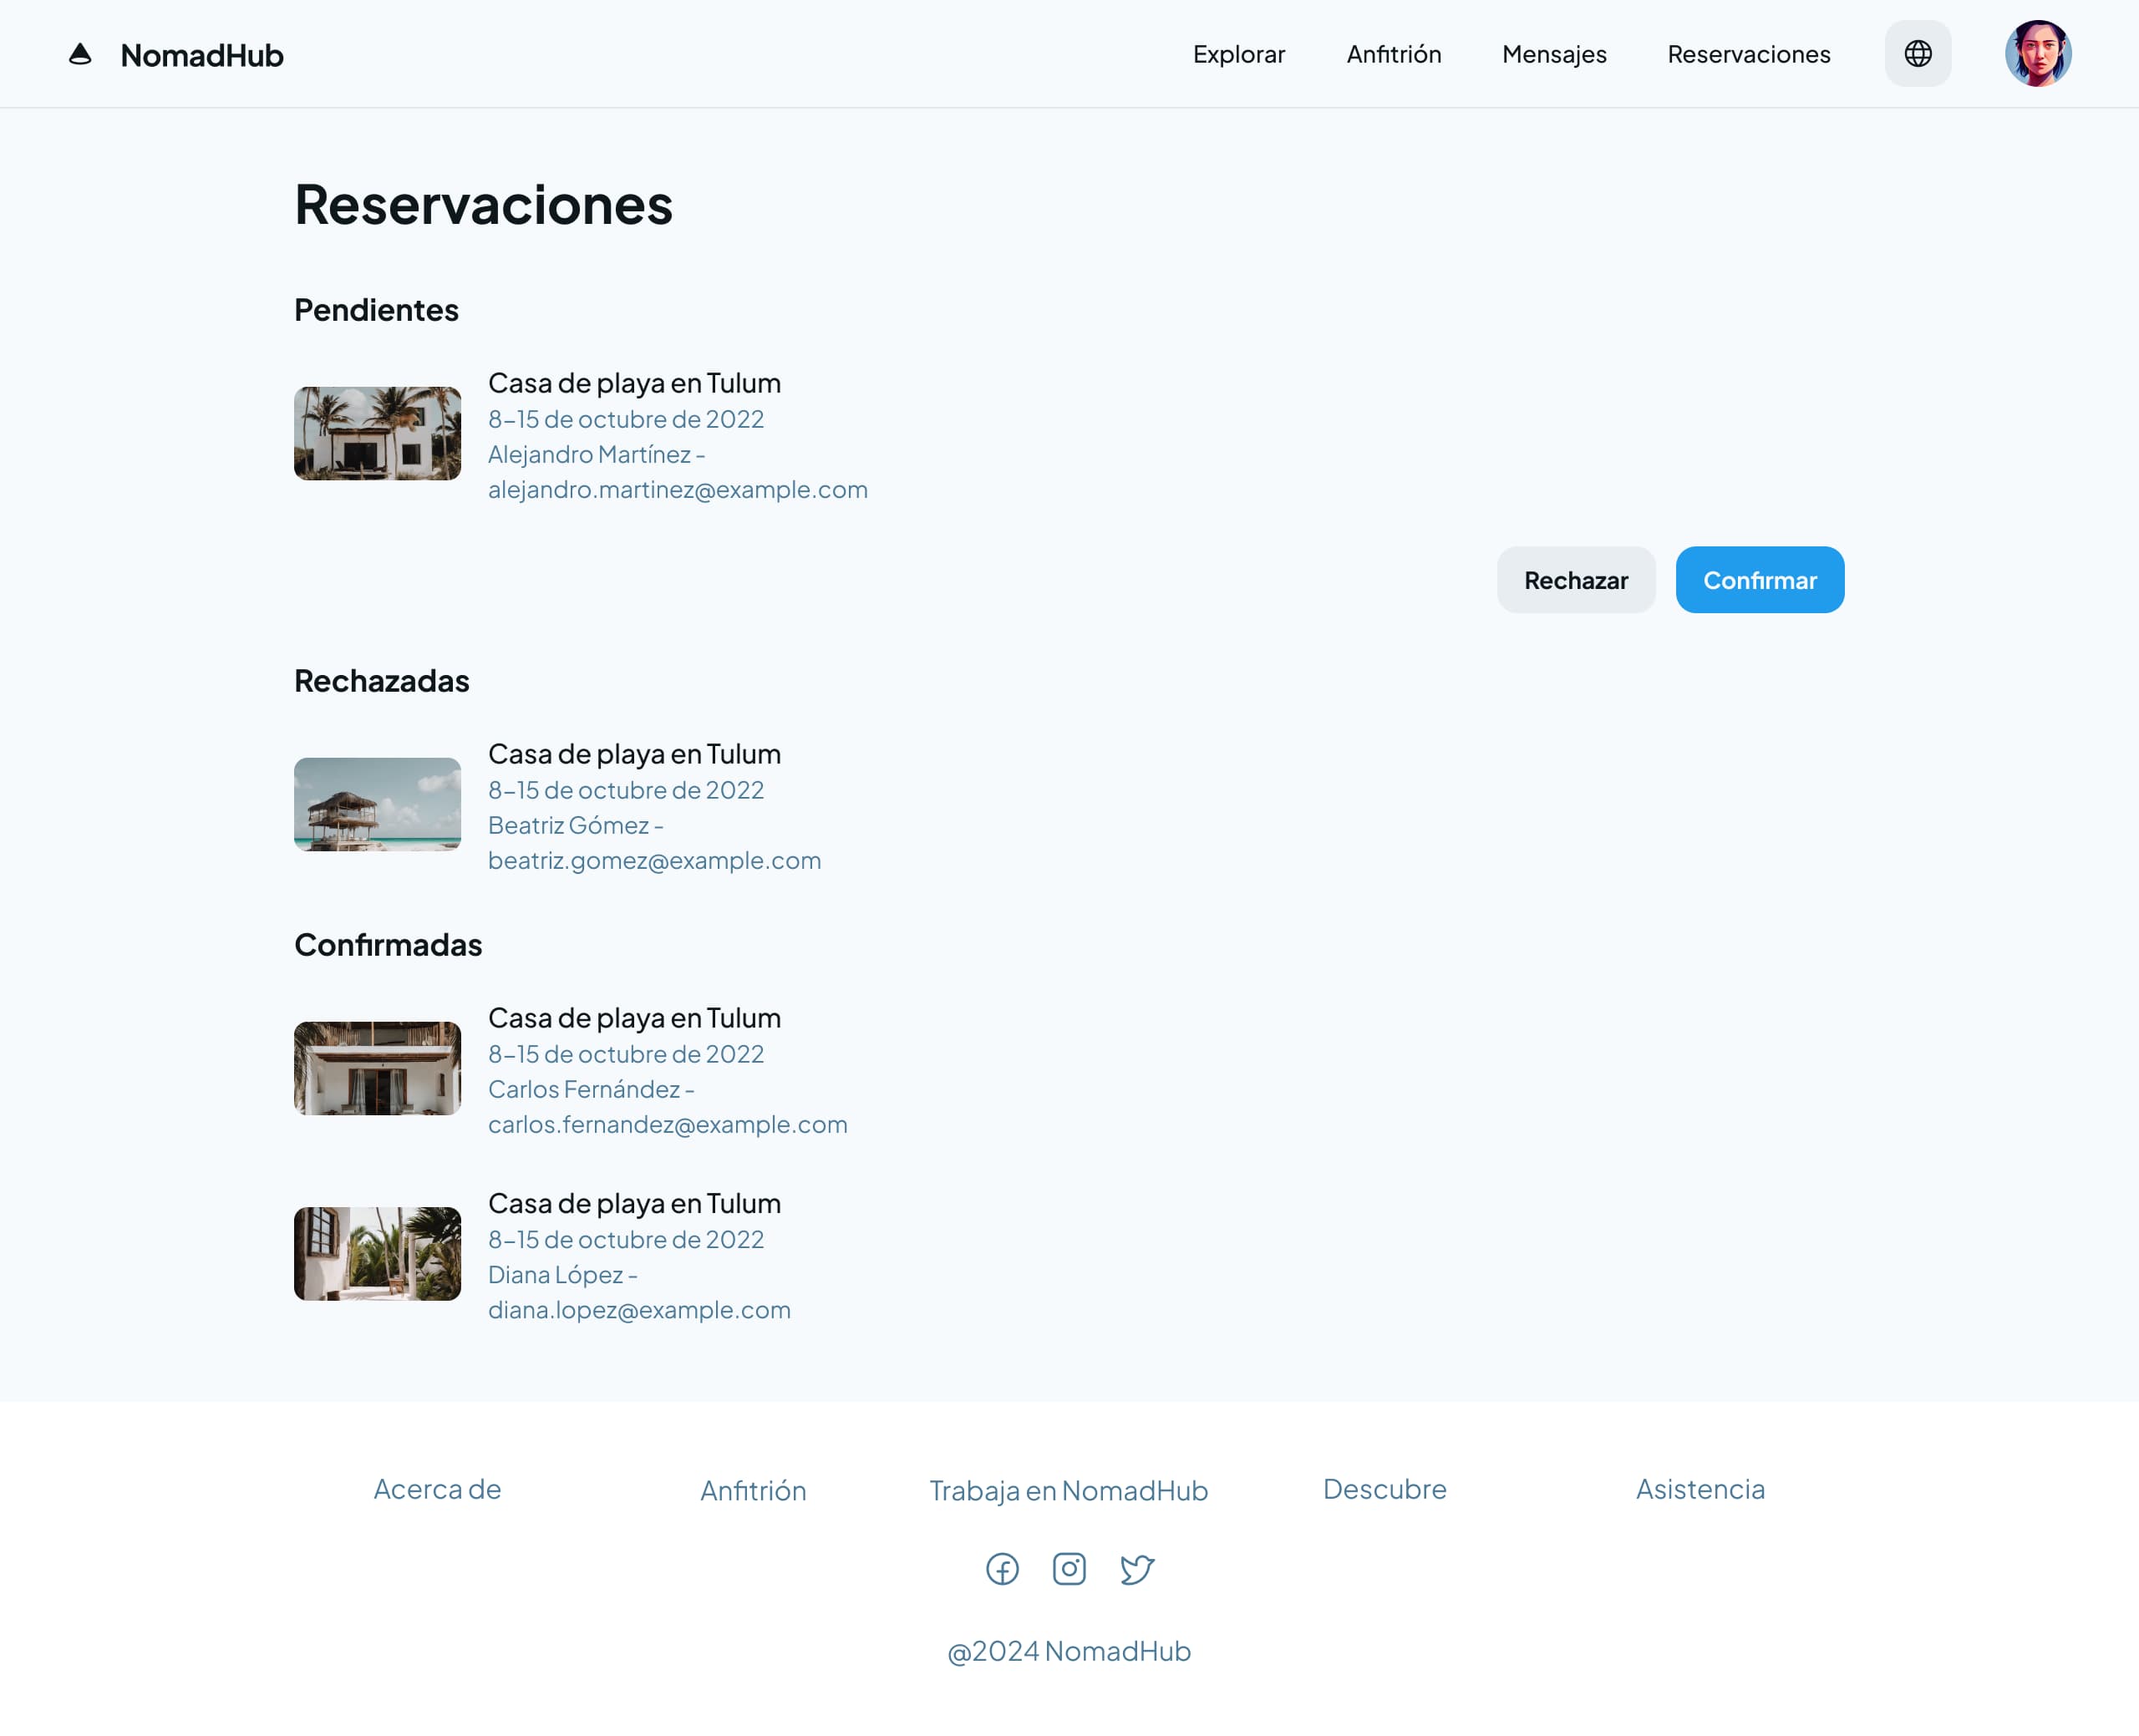 NomadHub
Explorar
Anfitrión
Mensajes
Reservaciones
Reservaciones
Pendientes
Casa de playa en Tulum
8–15 de octubre de 2022
Alejandro Martínez -
alejandro.martinez@example.com
Rechazar
Confirmar
Rechazadas
Casa de playa en Tulum
8–15 de octubre de 2022
Beatriz Gómez -
beatriz.gomez@example.com
Confirmadas
Casa de playa en Tulum
8–15 de octubre de 2022
Carlos Fernández -
carlos.fernandez@example.com
Casa de playa en Tulum
8–15 de octubre de 2022
Diana López -
diana.lopez@example.com
Acerca de
Anfitrión
Trabaja en NomadHub
Descubre
Asistencia
@2024 NomadHub